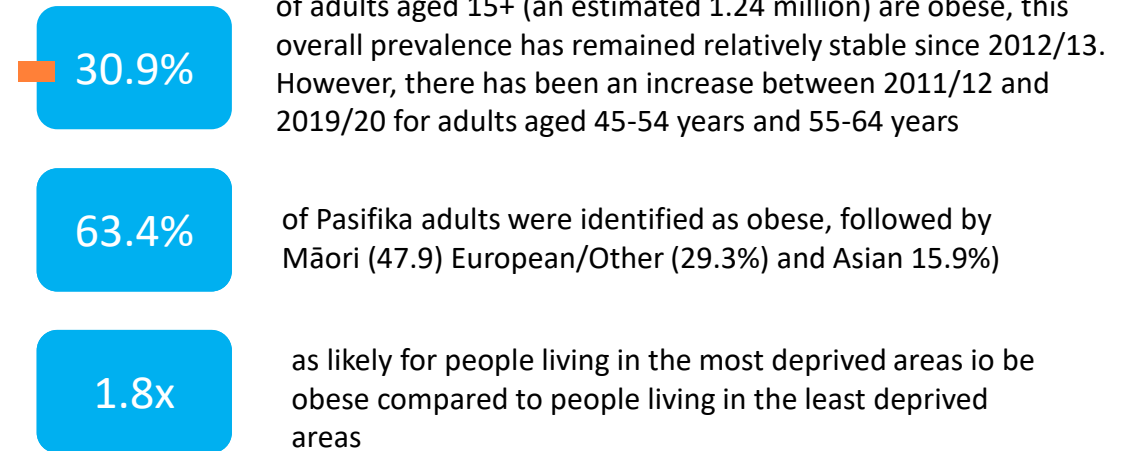 30.9%
of adults aged 15+ (an estimated 1.24 million) are obese, this
overall prevalence has remained relatively stable since 2012/13.
However, there has been an increase between 2011/12 and
2019/20 for adults aged 45-54 years and 55-64 years
63.4%
of Pasifika adults were identified as obese, followed by
Māori (47.9) European/Other (29.3%) and Asian 15.9%)
1.8x
as likely for people living in the most deprived areas io be
obese compared to people living in the least deprived
areas